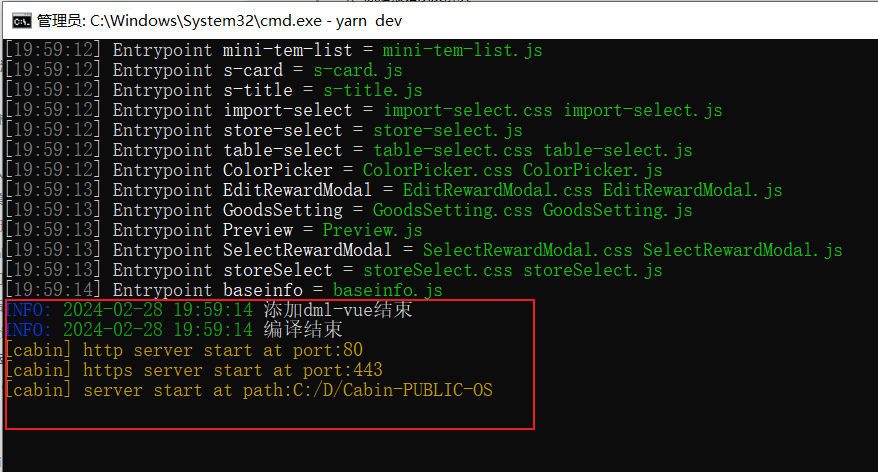 管理员: C:\Windows\System32\cmd.exe - yarn dev
[19:59:12] Entrypoint mini-tem-list = mini-tem-list.js
[19:59:12] Entrypoint s-card = s-card.js
[19:59:12] Entrypoint s-title = s-title.js
[19:59:12] Entrypoint import-select = import-select.css import-select.js
[19:59:12] Entrypoint store-select = store-select.js
[19:59:12] Entrypoint table-select = table-select.css table-select.js
[19:59:12] Entrypoint ColorPicker = ColorPicker.css ColorPicker.js
[19:59:13] Entrypoint EditRewardModal = EditRewardModal.css EditRewardModal.js
[19:59:13] Entrypoint GoodsSetting = GoodsSetting.css GoodsSetting.js
[19:59:13] Entrypoint Preview = Preview.js
[19:59:13] Entrypoint SelectRewardModal = SelectRewardModal.css SelectRewardModal.js
[19:59:13] Entrypoint storeSelect = storeSelect.css storeSelect.js
[19:59:14] Entrypoint baseinfo = baseinfo.js
INFO: 2024-02-28 19:59:14 添加dml-vue结束
INFO: 2024-02-28 19:59:14 编译结束
[cabin] http server start at port:80
[cabin] https server start at port:443
[cabin] server start at path:C:/D/Cabin-PUBLIC-OS